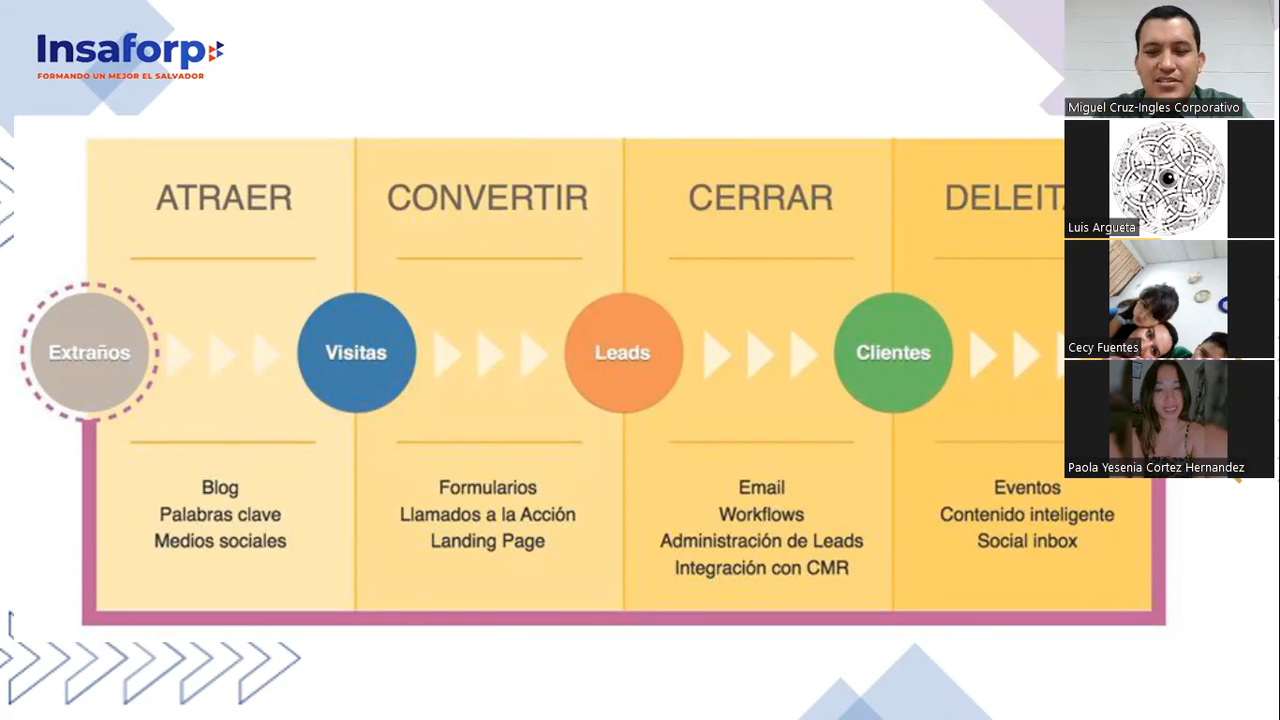 Insaforp
FORMANDO UN MEJOR EL SALVADOR
ATRAER
CONVERTIR
CERRAR
Extraños
Visitas
Leads
Clientes
Blog
Palabras clave
Medios sociales
Formularios
Llamados a la Acción
Landing Page
Email
Workflows
Administración de Leads
Integración con CMR
DELEIT
Eventos
Contenido inteligente
Social inbox
Miguel Cruz-Ingles Corporativo
Luis Argueta
Cecy Fuentes
Paola Yesenia Cortez Hernandez